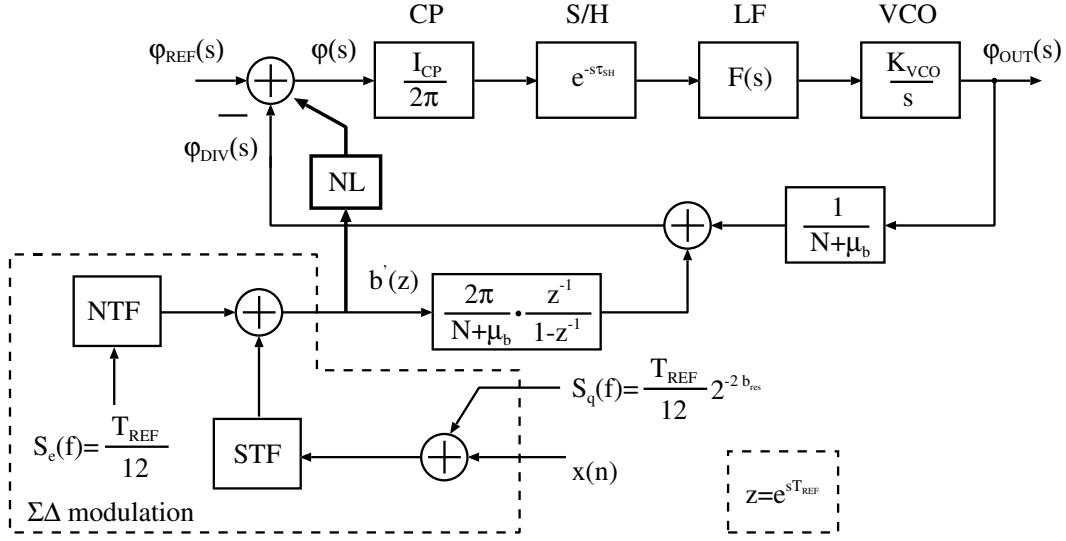 CP S/H LF VCO
φREF(s) φ(s) ICP/2π e^-sτSH F(s) KVCO/s φOUT(s)
+
−
φDIV(s)
NL
+ 1/N+μb
b'(z) 2π/N+μb · z^-1/1-z^-1
NTF +
Se(f)=TREF/12 STF + Sq(f)=TREF/12 2^-2 bres
x(n)
ΣΔ modulation
z=e^sTREF